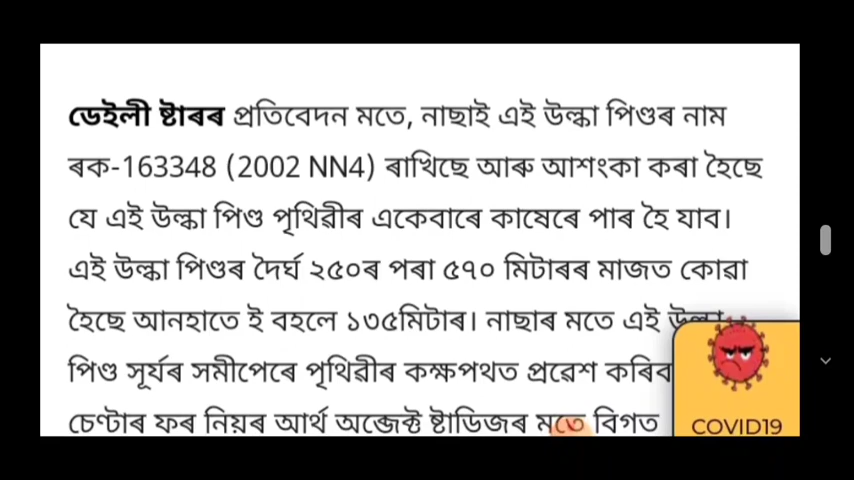 ডেইলী ষ্টাৰৰ প্ৰতিবেদন মতে, নাছাই এই উল্কা পিণ্ডৰ নাম
ৰক-163348 (2002 NN4) ৰাখিছে আৰু আশংকা কৰা হৈছে
যে এই উল্কা পিণ্ড পৃথিৱীৰ একেবাৰে কাষেৰে পাৰ হৈ যাব।
এই উল্কা পিণ্ডৰ দৈৰ্ঘ ২৫০ৰ পৰা ৫৭০ মিটাৰৰ মাজত কোৱা
হৈছে আনহাতে ই বহলে ১৩৫মিটাৰ। নাছাৰ মতে এই উল্কা
পিণ্ড সূৰ্যৰ সমীপেৰে পৃথিৱীৰ কক্ষপথত প্ৰৱেশ কৰিব
চেণ্টাৰ ফৰ নিয়ৰ আৰ্থ অব্জেক্ট ষ্টাডিজৰ মতে বিগত
COVID19